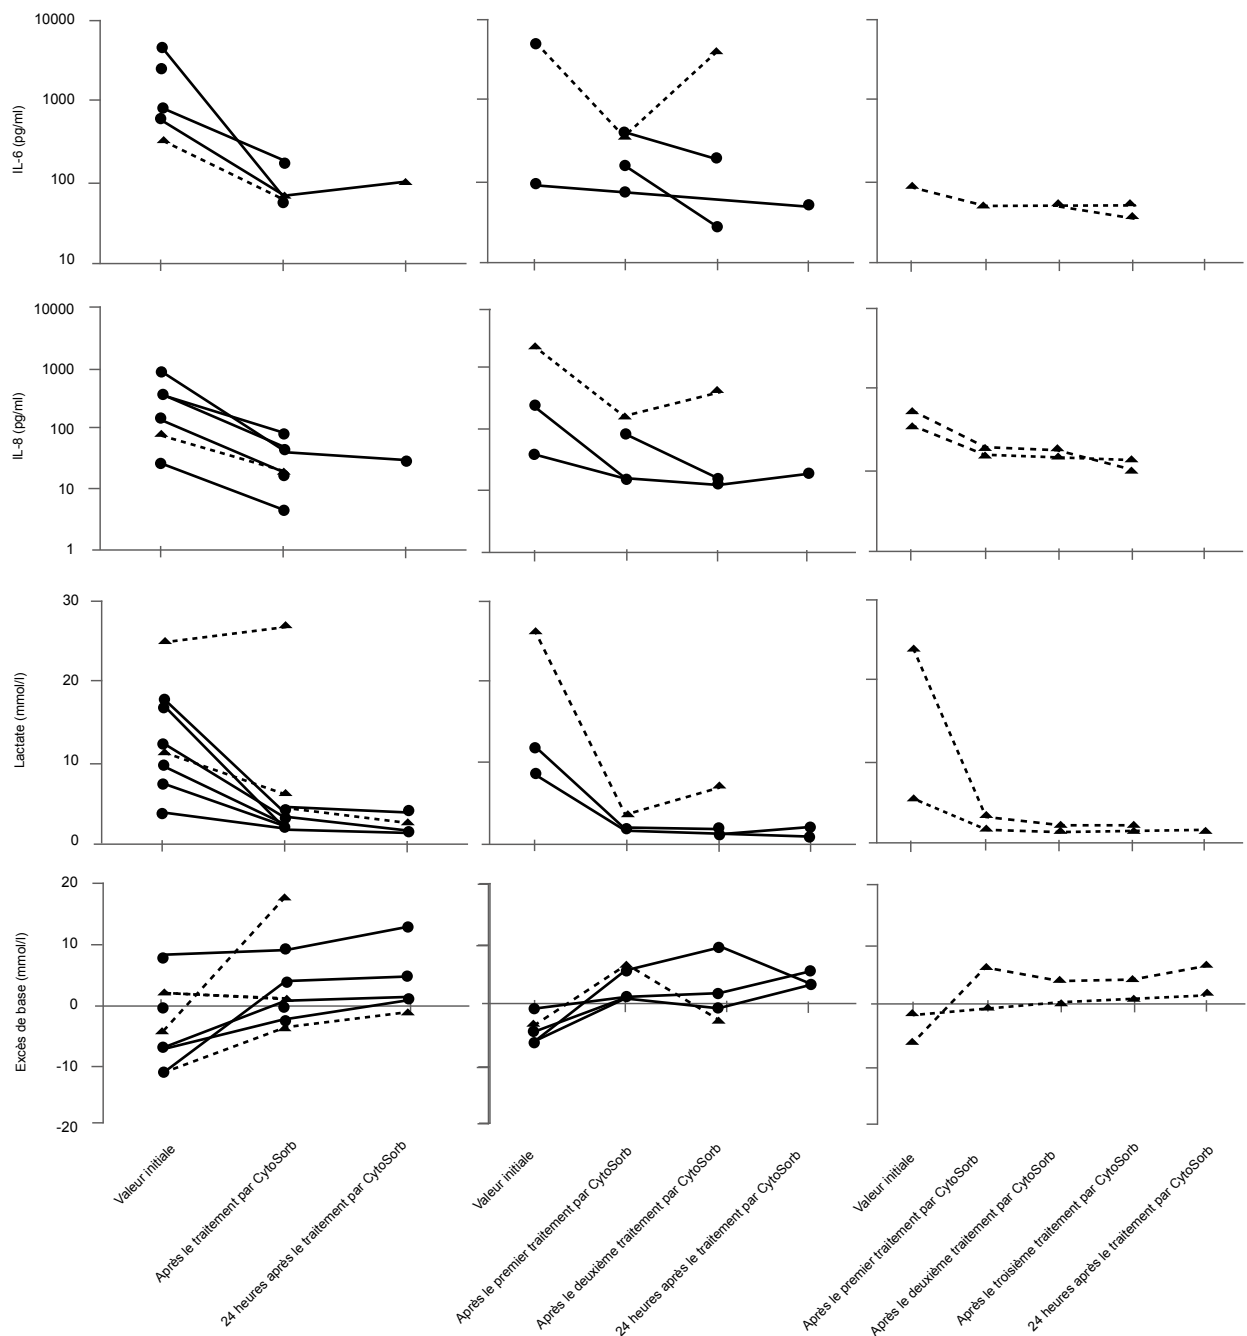 10000
1000
100
10
IL-6 (pg/ml)
10000
1000
100
10
1
IL-8 (pg/ml)
30
20
10
0
Lactate (mmol/l)
20
10
0
-10
-20
Excès de base (mmol/l)
Valeur initiale
Après le traitement par CytoSorb
24 heures après le traitement par CytoSorb
Valeur initiale
Après le premier traitement par CytoSorb
Après le deuxième traitement par CytoSorb
24 heures après le traitement par CytoSorb
Valeur initiale
Après le premier traitement par CytoSorb
Après le deuxième traitement par CytoSorb
Après le troisième traitement par CytoSorb
24 heures après le traitement par CytoSorb